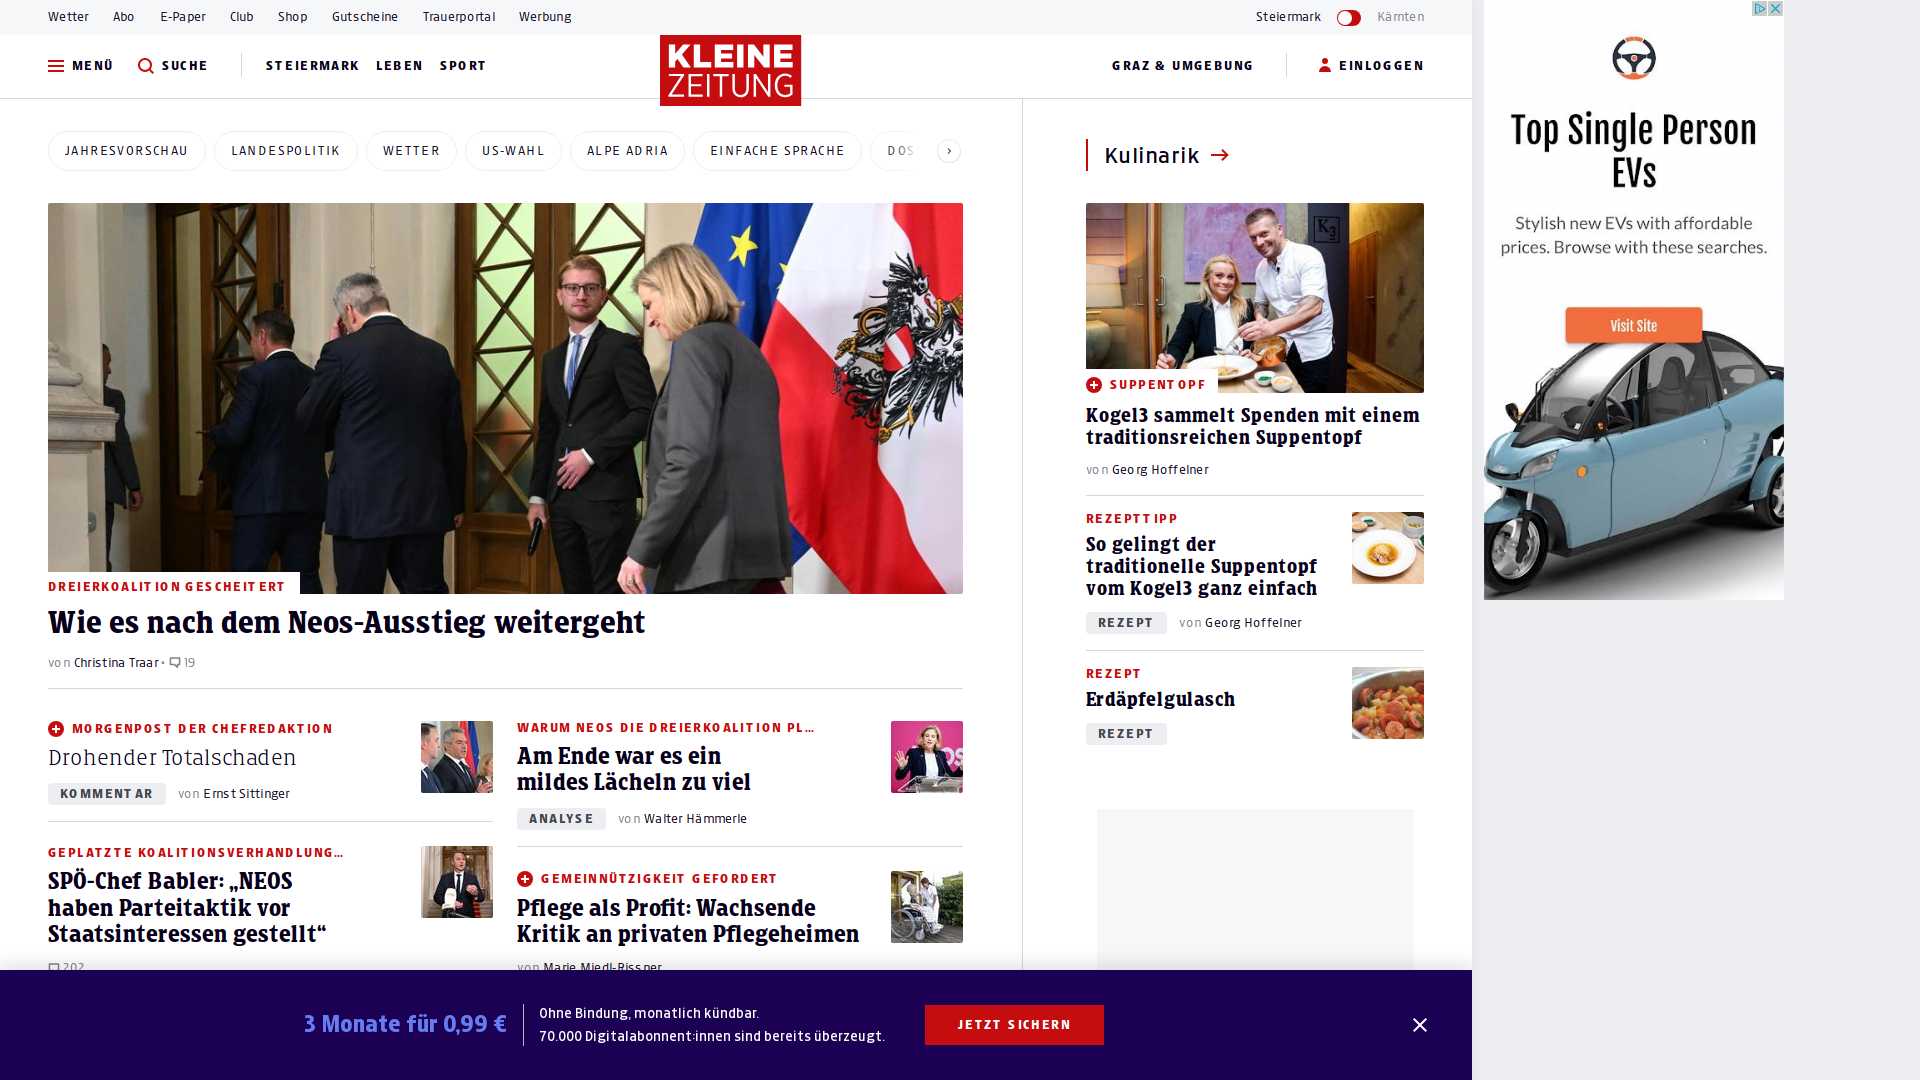 Wetter Abo E-Paper Club Shop Gutscheine Trauerportal Werbung
Steiermark Kärnten
MENÜ SUCHE STEIERMARK LEBEN SPORT
KLEINE
ZEITUNG
GRAZ & UMGEBUNG EINLOGGEN
JAHRESVORSCHAU LANDESPOLITIK WETTER US-WAHL ALPE ADRIA EINFACHE SPRACHE
DREIERKOALITION GESCHEITERT
Wie es nach dem Neos-Ausstieg weitergeht
von Christina Traar • 19
MORGENPOST DER CHEFREDAKTION
Drohender Totalschaden
KOMMENTAR von Ernst Sittinger
GEPLATZTE KOALITIONSVERHANDLUNG…
SPÖ-Chef Babler: „NEOS
haben Parteitaktik vor
Staatsinteressen gestellt“
202
WARUM NEOS DIE DREIERKOALITION PL…
Am Ende war es ein
mildes Lächeln zu viel
ANALYSE von Walter Hämmerle
GEMEINNÜTZIGKEIT GEFORDERT
Pflege als Profit: Wachsende
Kritik an privaten Pflegeheimen
von Marie Miedl-Rissner
Kulinarik
K3
SUPPENTOPF
Kogel3 sammelt Spenden mit einem
traditionsreichen Suppentopf
von Georg Hoffelner
REZEPTTIPP
So gelingt der
traditionelle Suppentopf
vom Kogel3 ganz einfach
REZEPT von Georg Hoffelner
REZEPT
Erdäpfelgulasch
REZEPT
Top Single Person
EVs
Stylish new EVs with affordable
prices. Browse with these searches.
Visit Site
3 Monate für 0,99 €
Ohne Bindung, monatlich kündbar.
70.000 Digitalabonnent:innen sind bereits überzeugt.
JETZT SICHERN